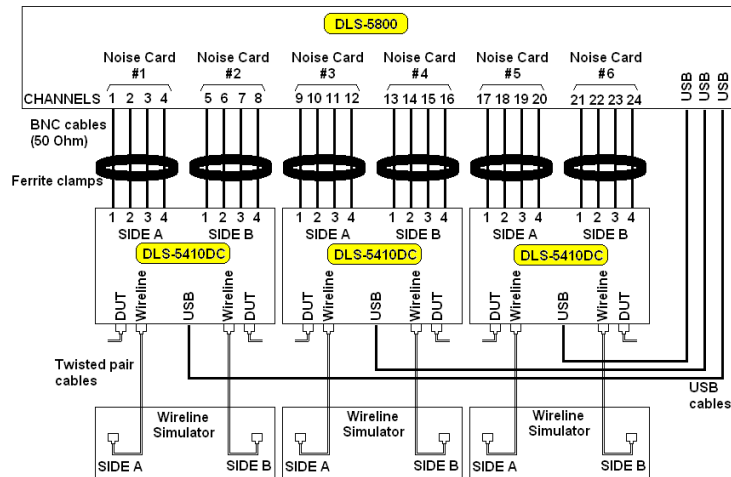 DLS-5800
Noise Card #1
Noise Card #2
Noise Card #3
Noise Card #4
Noise Card #5
Noise Card #6
USB
USB
USB
CHANNELS 1 2 3 4 5 6 7 8 9 10 11 12 13 14 15 16 17 18 19 20 21 22 23 24
BNC cables
(50 Ohm)
Ferrite clamps
1 2 3 4 1 2 3 4 1 2 3 4 1 2 3 4 1 2 3 4 1 2 3 4
SIDE A SIDE B SIDE A SIDE B SIDE A SIDE B
DLS-5410DC DLS-5410DC DLS-5410DC
DUT Wireline USB Wireline DUT
DUT Wireline USB Wireline DUT
DUT Wireline USB Wireline DUT
Twisted pair
cables
USB
cables
Wireline
Simulator
Wireline
Simulator
Wireline
Simulator
SIDE A SIDE B SIDE A SIDE B SIDE A SIDE B